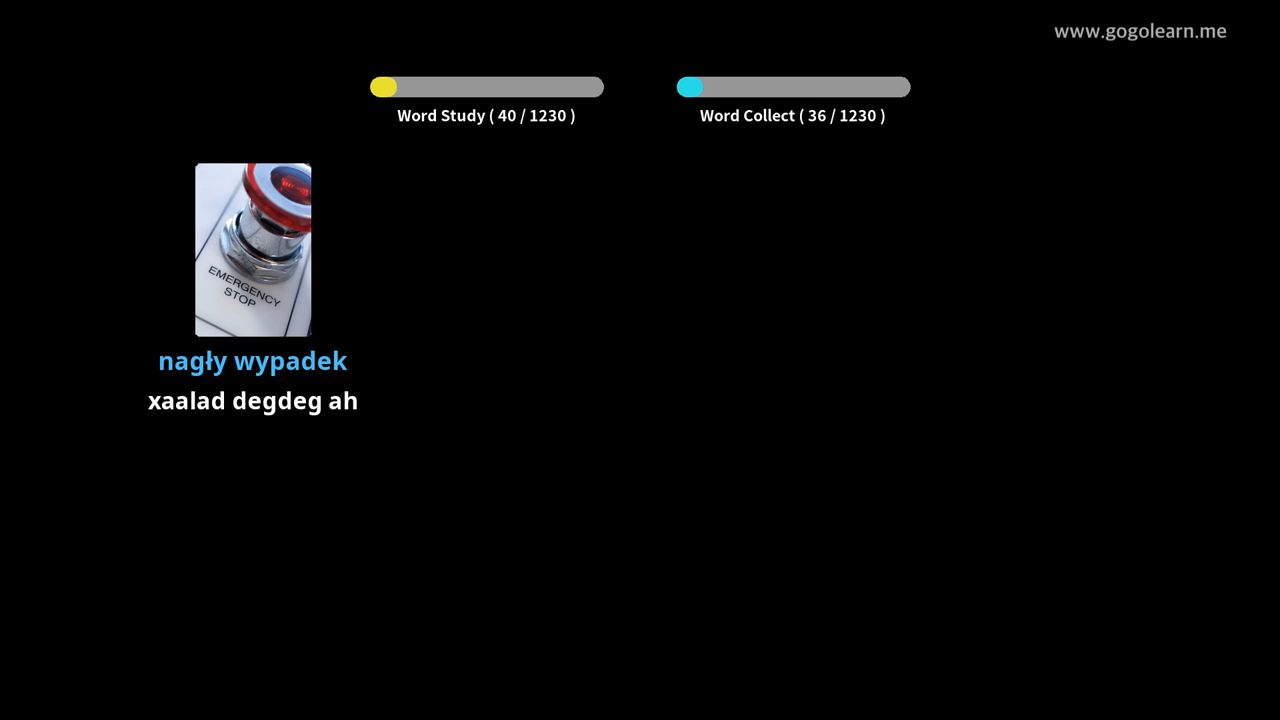 www.gogolearn.me
Word Study ( 40 / 1230 )
Word Collect ( 36 / 1230 )
EMERGENCY
STOP
nagły wypadek
xaalad degdeg ah